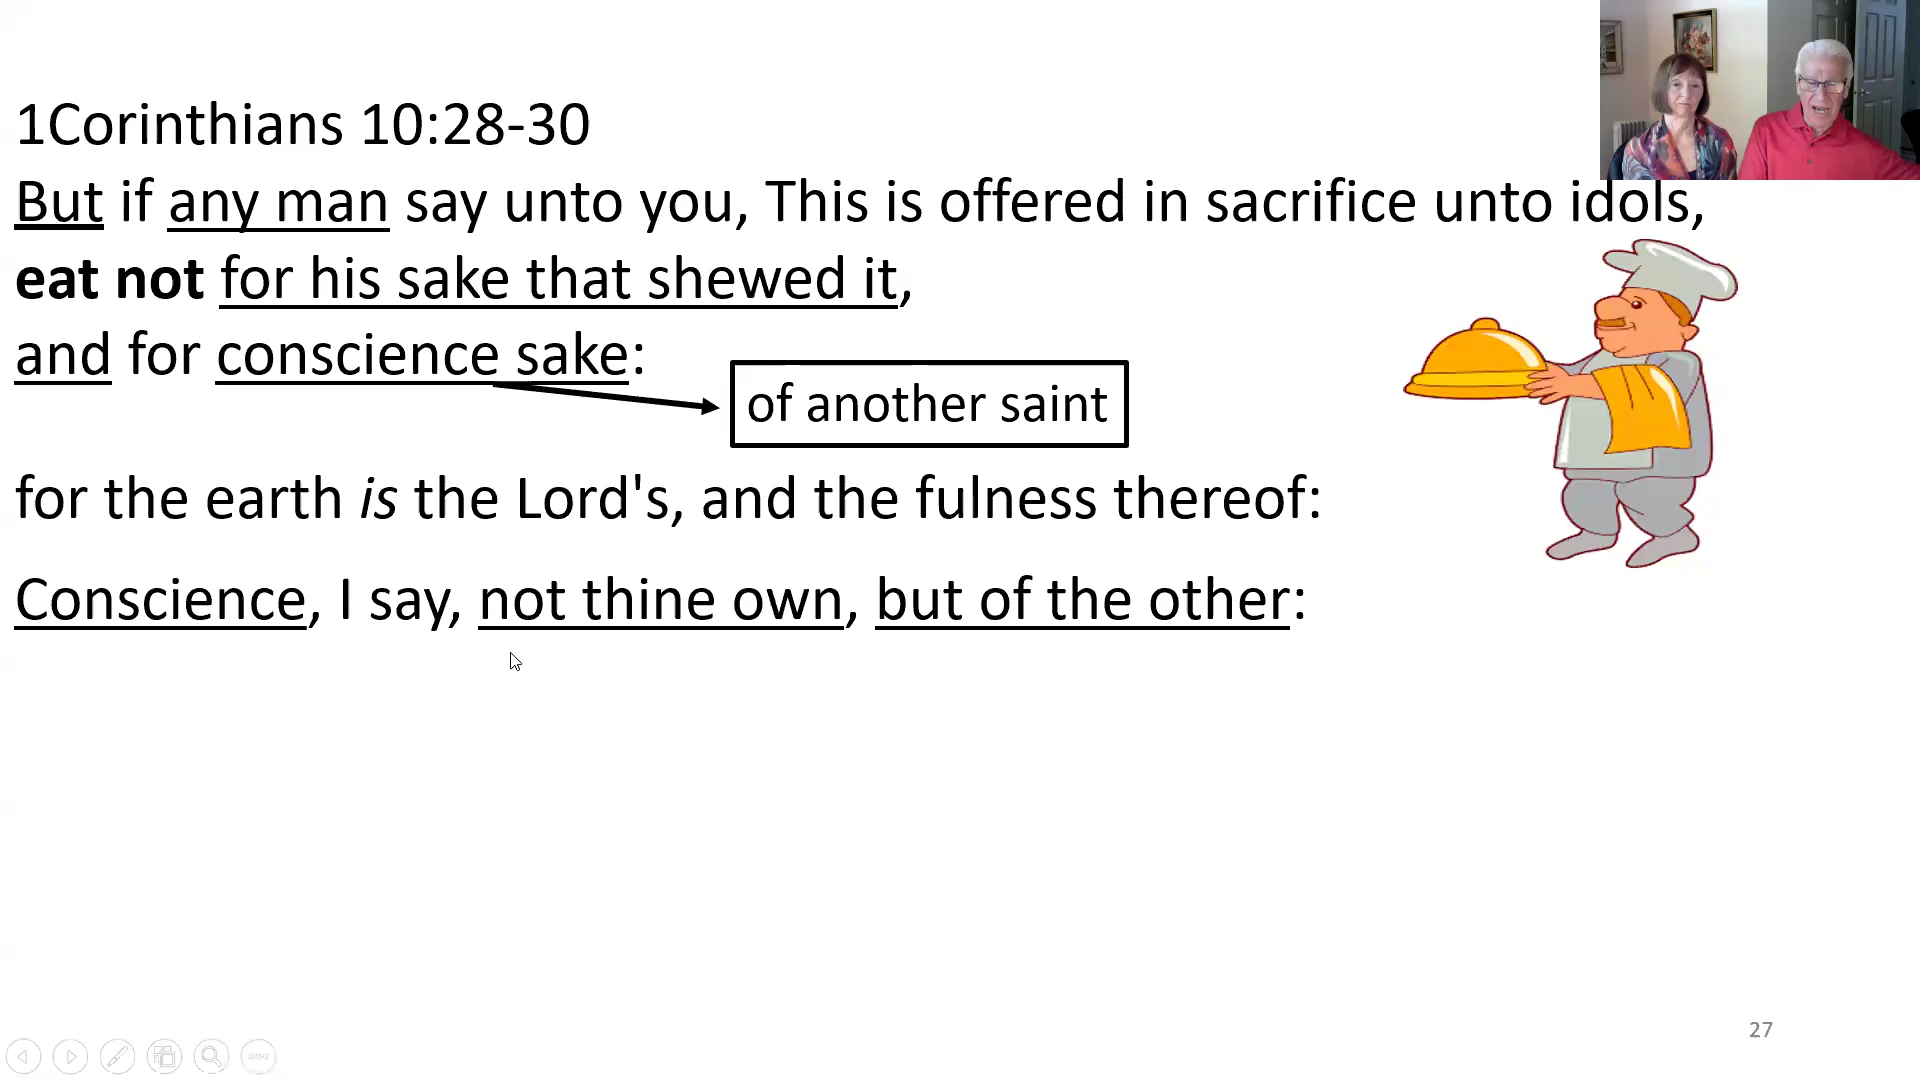 1Corinthians 10:28-30
But if any man say unto you, This is offered in sacrifice unto idols,
eat not for his sake that shewed it,
and for conscience sake:
of another saint
for the earth is the Lord's, and the fulness thereof:
Conscience, I say, not thine own, but of the other:
27